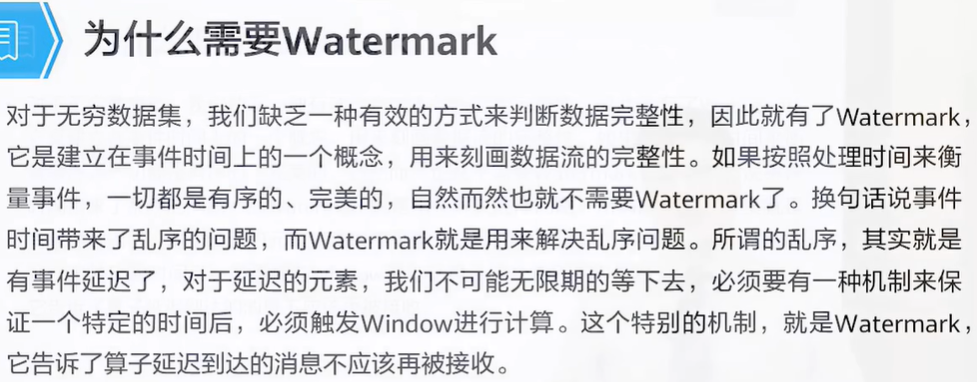 为什么需要Watermark
对于无穷数据集，我们缺乏一种有效的方式来判断数据完整性，因此就有了Watermark，
它是建立在事件时间上的一个概念，用来刻画数据流的完整性。如果按照处理时间来衡
量事件，一切都是有序的、完美的，自然而然也就不需要Watermark了。换句话说事件
时间带来了乱序的问题，而Watermark就是用来解决乱序问题。所谓的乱序，其实就是
有事件延迟了，对于延迟的元素，我们不可能无限期的等下去，必须要有一种机制来保
证一个特定的时间后，必须触发Window进行计算。这个特别的机制，就是Watermark，
它告诉了算子延迟到达的消息不应该再被接收。